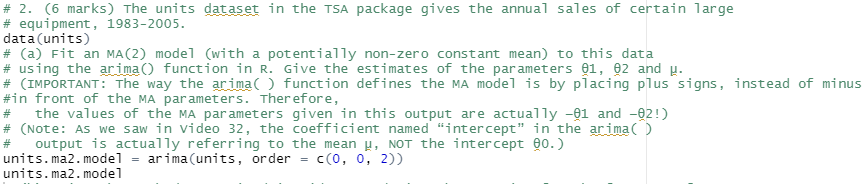 # 2. (6 marks) The units dataset in the TSA package gives the annual sales of certain large
# equipment, 1983-2005.
data(units)
# (a) Fit an MA(2) model (with a potentially non-zero constant mean) to this data
# using the arima() function in R. Give the estimates of the parameters θ1, θ2 and μ.
# (IMPORTANT: The way the arima( ) function defines the MA model is by placing plus signs, instead of minus
#in front of the MA parameters. Therefore,
#   the values of the MA parameters given in this output are actually −θ1 and −θ2!)
# (Note: As we saw in Video 32, the coefficient named “intercept” in the arima( )
#   output is actually referring to the mean μ, NOT the intercept θ0.)
units.ma2.model = arima(units, order = c(0, 0, 2))
units.ma2.model